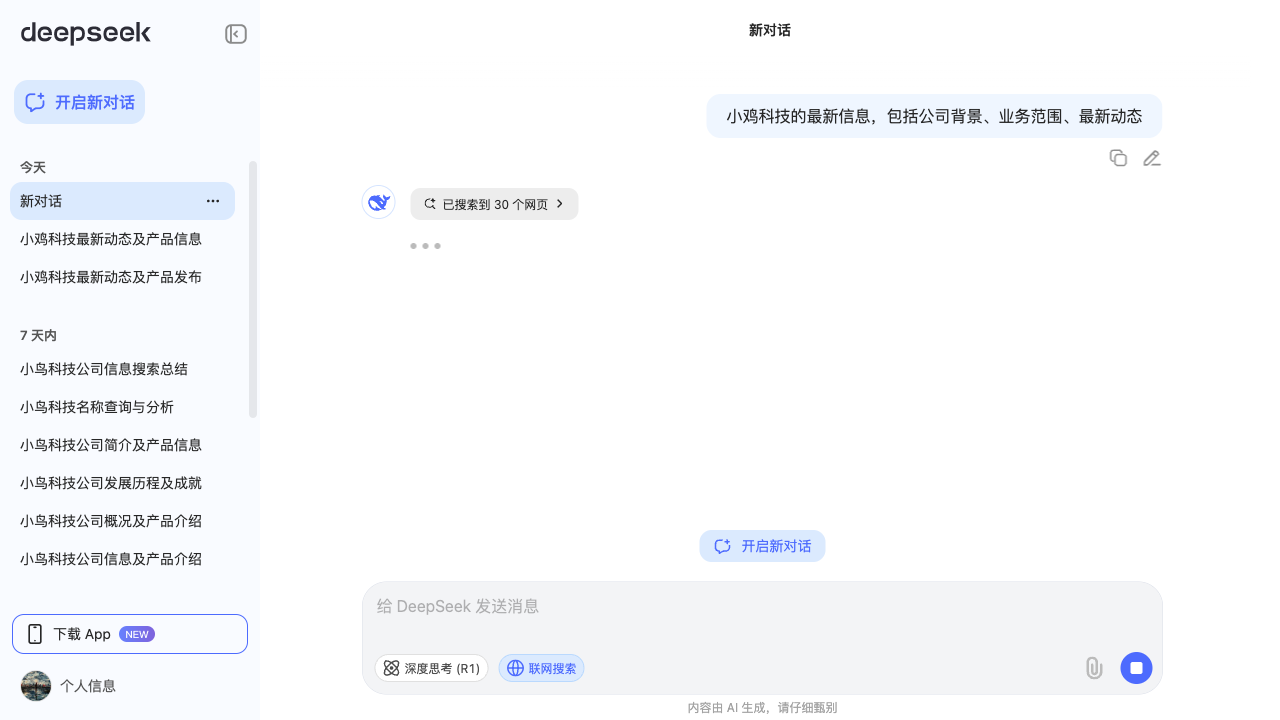 deepseek
开启新对话
今天
新对话
小鸡科技最新动态及产品信息
小鸡科技最新动态及产品发布
7 天内
小鸟科技公司信息搜索总结
小鸟科技名称查询与分析
小鸟科技公司简介及产品信息
小鸟科技公司发展历程及成就
小鸟科技公司概况及产品介绍
小鸟科技公司信息及产品介绍
下载 App NEW
个人信息
新对话
小鸡科技的最新信息，包括公司背景、业务范围、最新动态
已搜索到 30 个网页
开启新对话
给 DeepSeek 发送消息
深度思考 (R1) 联网搜索
内容由 AI 生成，请仔细甄别